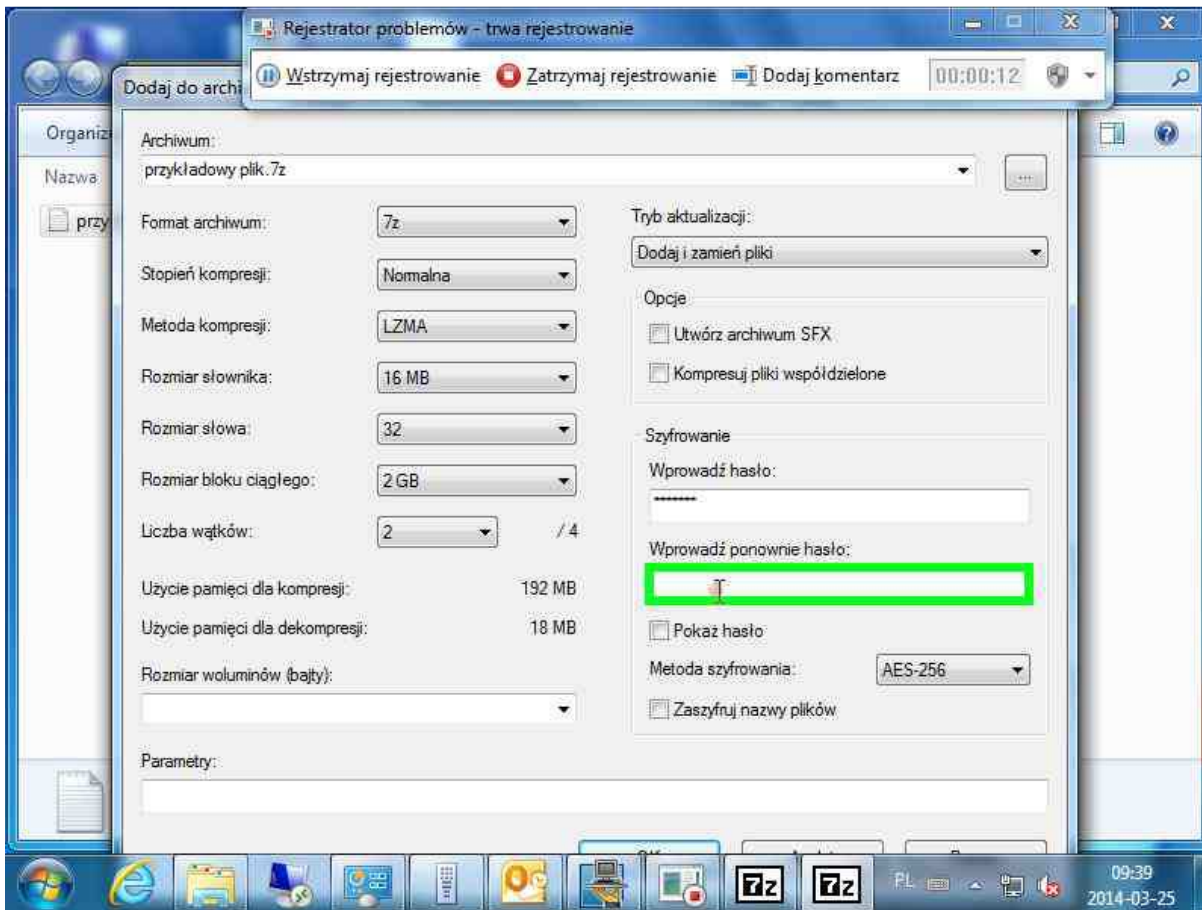 Rejestrator problemów - trwa rejestrowanie
Wstrzymaj rejestrowanie Zatrzymaj rejestrowanie Dodaj komentarz 00:00:12
Dodaj do archi
Organiz
Nazwa
przy
Archiwum:
przykładowy plik.7z
...
Format archiwum: 7z
Stopień kompresji: Normalna
Metoda kompresji: LZMA
Rozmiar słownika: 16 MB
Rozmiar słowa: 32
Rozmiar bloku ciągłego: 2 GB
Liczba wątków: 2 / 4
Użycie pamięci dla kompresji: 192 MB
Użycie pamięci dla dekompresji: 18 MB
Rozmiar woluminów (bajty):
Tryb aktualizacji:
Dodaj i zamień pliki
Opcje
Utwórz archiwum SFX
Kompresuj pliki współdzielone
Szyfrowanie
Wprowadź hasło:
*******
Wprowadź ponownie hasło:
Pokaż hasło
Metoda szyfrowania: AES-256
Zaszyfruj nazwy plików
Parametry:
7z 7z PL 09:39
2014-03-25